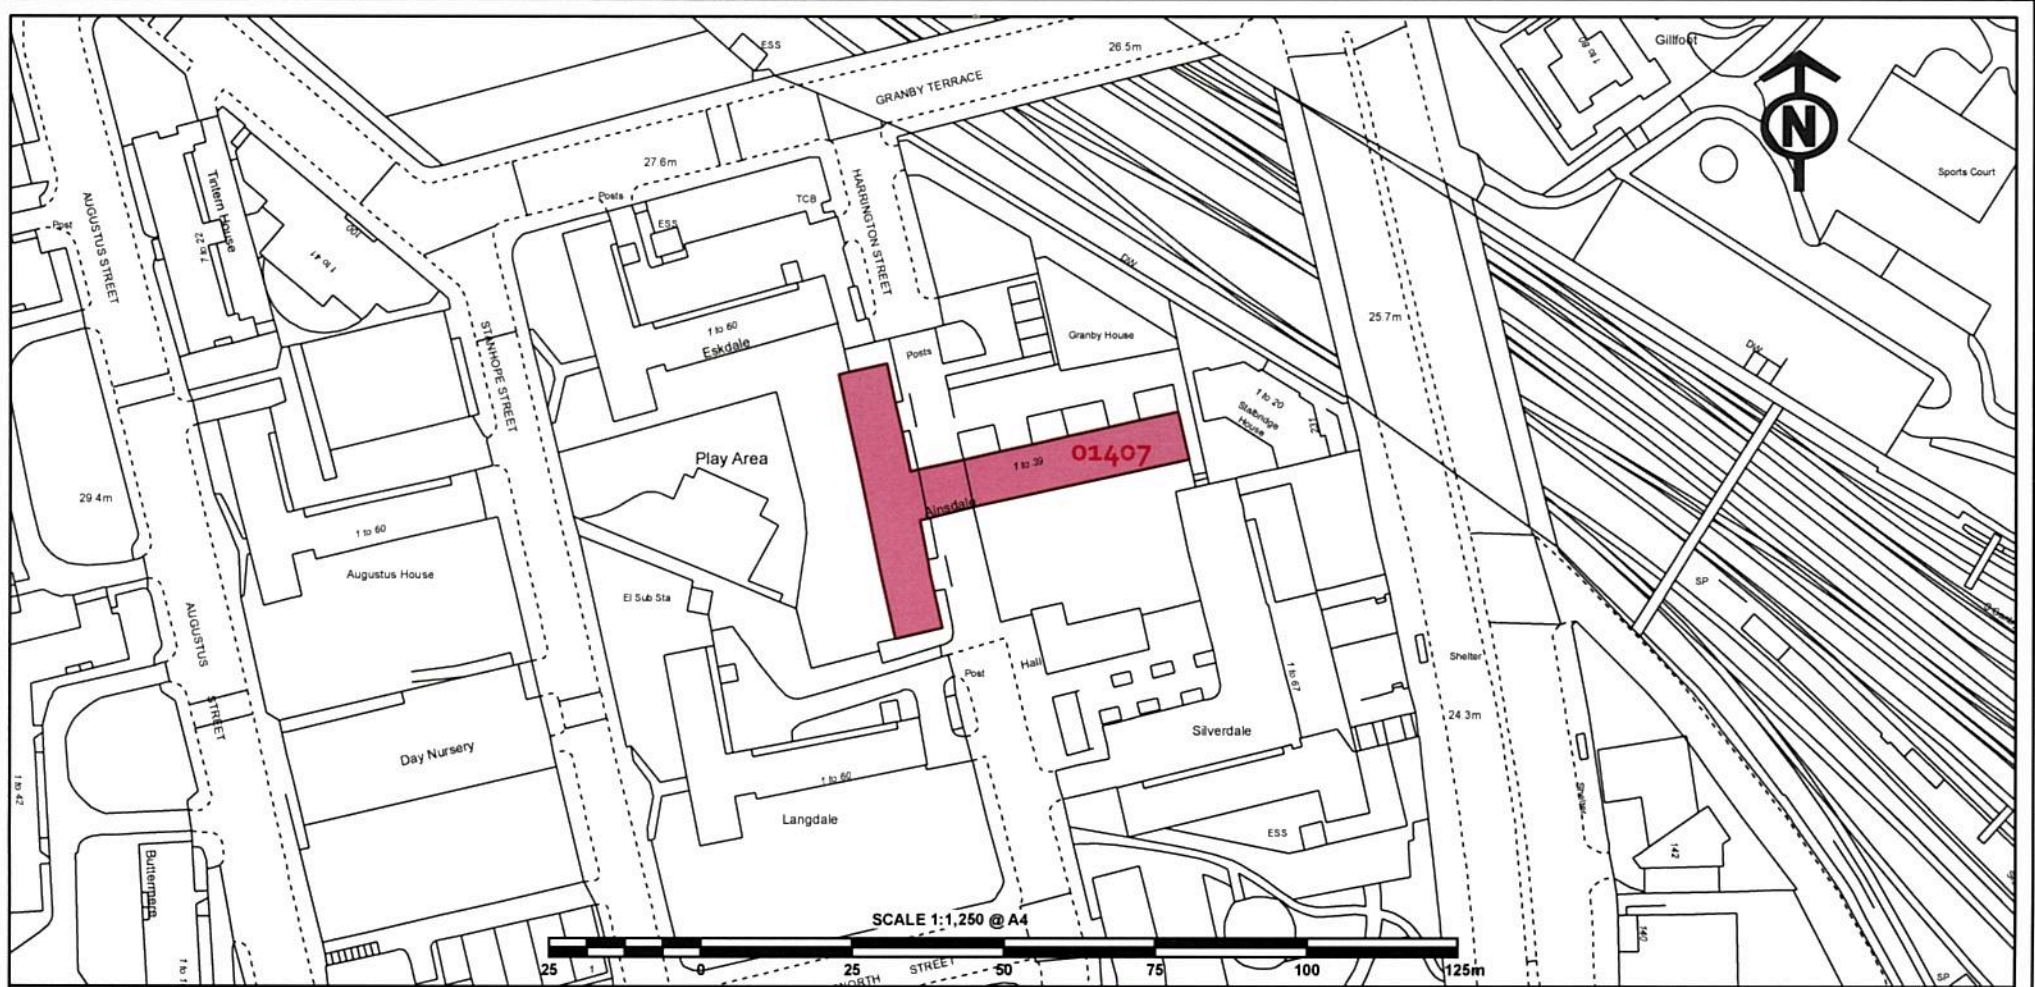 ESS
26.5m
1 to 80
Gillfoot
N
GRANBY TERRACE
27.6m
Posts
TCB
ESS
HARRINGTON STREET
Sports Court
AUGUSTUS STREET
Post
Tintern House
7 to 22
100
1 to 41
DW
25.7m
STANHOPE STREET
1 to 60
Eskdale
Posts
Granby House
DW
1 to 20
Stalbridge
House
211
Play Area
1 to 39
01407
Ainsdale
29.4m
1 to 60
Augustus House
El Sub Sta
SP
AUGUSTUS
STREET
Post
Hall
Shelter
1 to 67
24.3m
Silverdale
Day Nursery
1 to 60
Langdale
1 to 42
Shelter
ESS
142
Buttermere
140
SCALE 1:1,250 @ A4
25
0
25
50
75
100
125m
STREET
SP